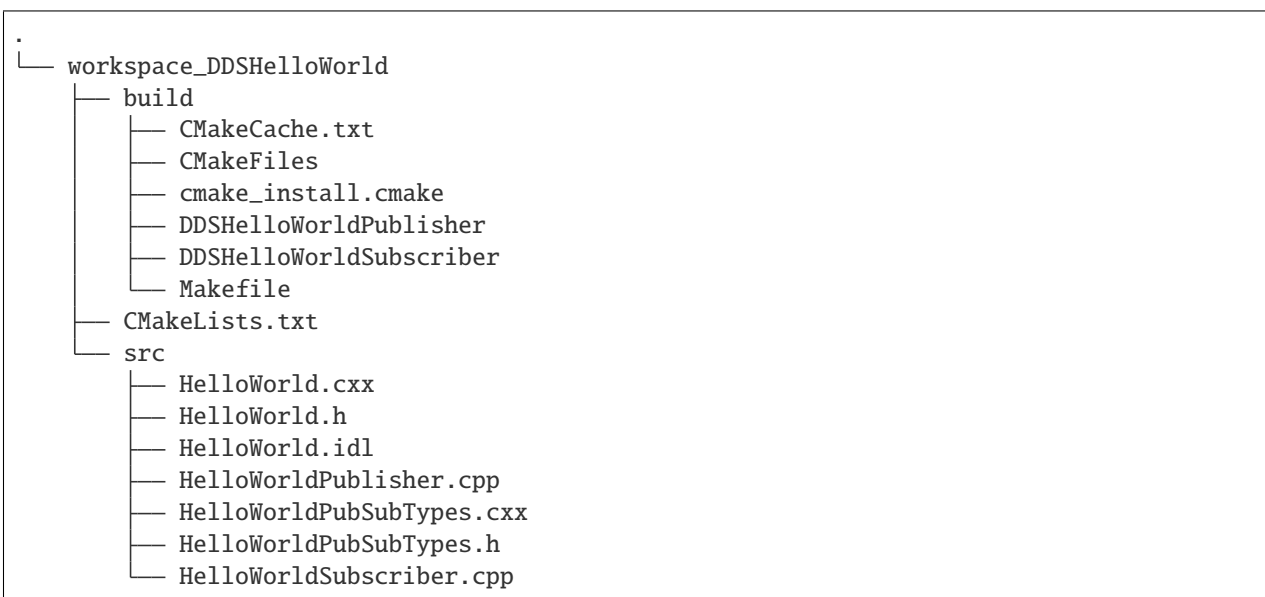 .
└── workspace_DDSHelloWorld
    ├── build
    │   ├── CMakeCache.txt
    │   ├── CMakeFiles
    │   ├── cmake_install.cmake
    │   ├── DDSHelloWorldPublisher
    │   ├── DDSHelloWorldSubscriber
    │   └── Makefile
    ├── CMakeLists.txt
    └── src
        ├── HelloWorld.cxx
        ├── HelloWorld.h
        ├── HelloWorld.idl
        ├── HelloWorldPublisher.cpp
        ├── HelloWorldPubSubTypes.cxx
        ├── HelloWorldPubSubTypes.h
        └── HelloWorldSubscriber.cpp